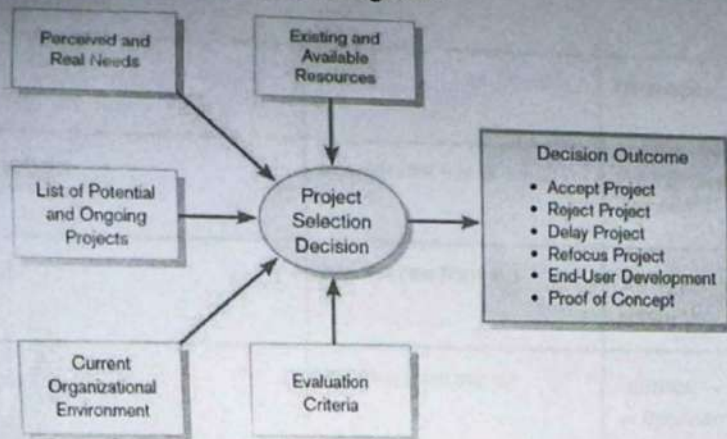 Perceived and
Real Needs
Existing and
Available
Resources
List of Potential
and Ongoing
Projects
Project
Selection
Decision
Decision Outcome
• Accept Project
• Reject Project
• Delay Project
• Refocus Project
• End-User Development
• Proof of Concept
Current
Organizational
Environment
Evaluation
Criteria